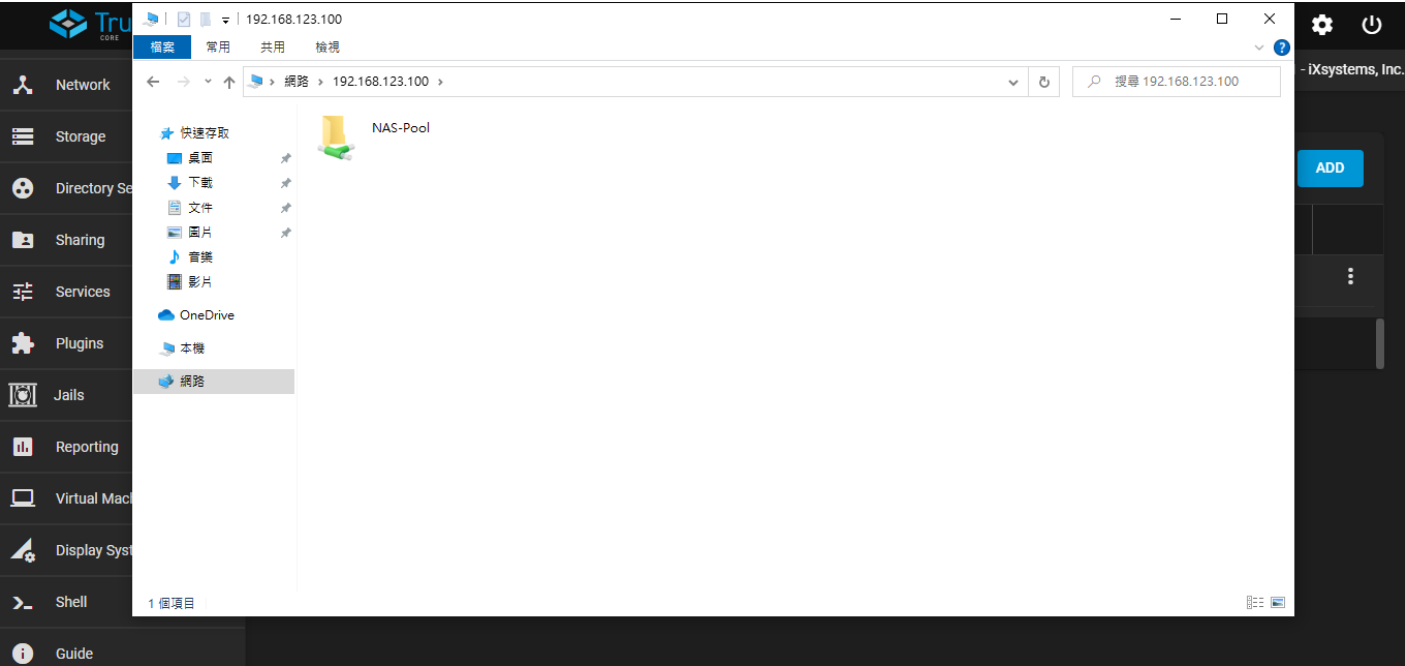 Tru
CORE
192.168.123.100
檔案 常用 共用 檢視
- iXsystems, Inc.
網路 192.168.123.100
搜尋 192.168.123.100
Network
Storage
Directory Se
Sharing
Services
Plugins
Jails
Reporting
Virtual Mach
Display Syst
Shell
Guide
快速存取
桌面
下載
文件
圖片
音樂
影片
OneDrive
本機
網路
NAS-Pool
ADD
1 個項目